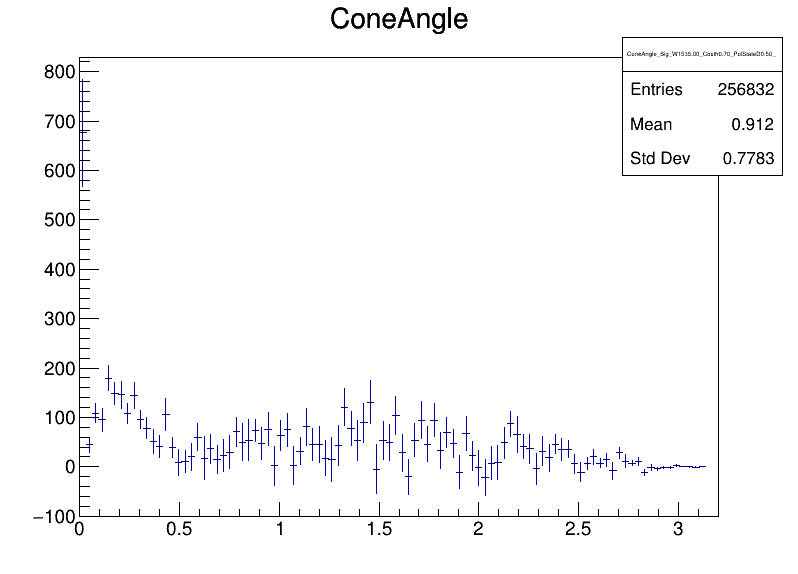 ConeAngle
ConeAngle_Sig_W1535.00_Costh0.70_PolStateD0.50_
Entries 256832
Mean 0.912
Std Dev 0.7783
800
700
600
500
400
300
200
100
0
−100
0 0.5 1 1.5 2 2.5 3